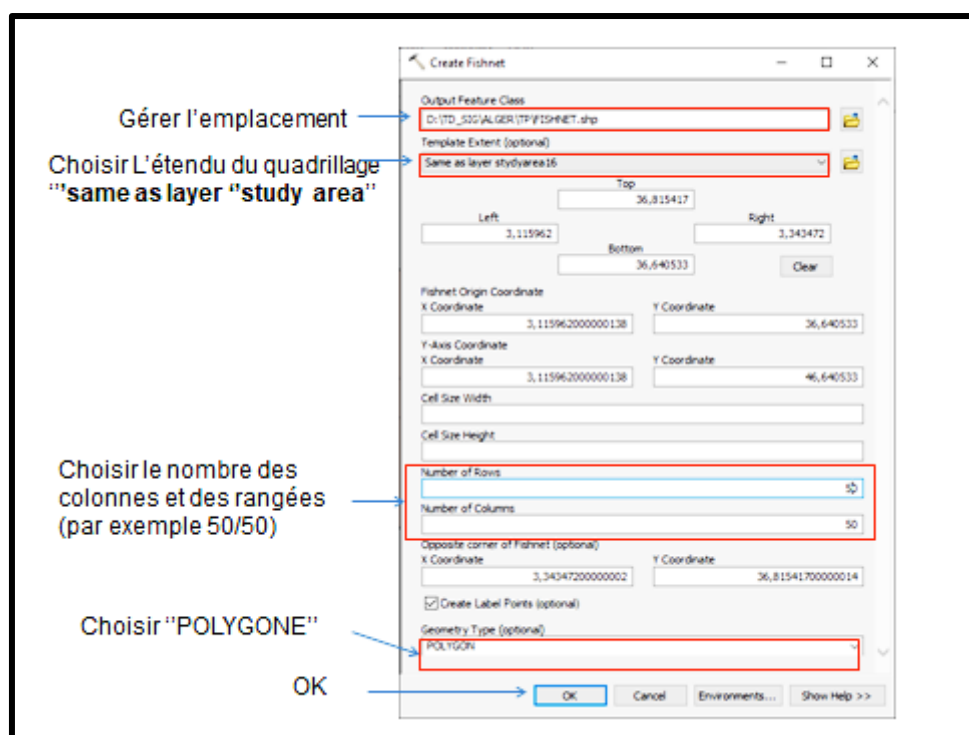 Create Fishnet
Output Feature Class
Gérer l'emplacement
D:\TD_SIG\ALGER\TP\FISHNET.shp
Template Extent (optional)
Choisir L'étendu du quadrillage
Same as layer stydyarea16
"'same as layer "study area"
Top
36,815417
Left
Right
3,115962
3,343472
Bottom
36,640533
Clear
Fishnet Origin Coordinate
X Coordinate
Y Coordinate
3,115962000000138
36,640533
Y-Axis Coordinate
X Coordinate
Y Coordinate
3,115962000000138
46,640533
Cell Size Width
Cell Size Height
Choisir le nombre des
colonnes et des rangées
(par exemple 50/50)
Number of Rows
50
Number of Columns
50
Opposite corner of Fishnet (optional)
X Coordinate
Y Coordinate
3,34347200000002
36,81541700000014
Create Label Points (optional)
Choisir "POLYGONE"
Geometry Type (optional)
POLYGON
OK
OK
Cancel
Environments...
Show Help >>